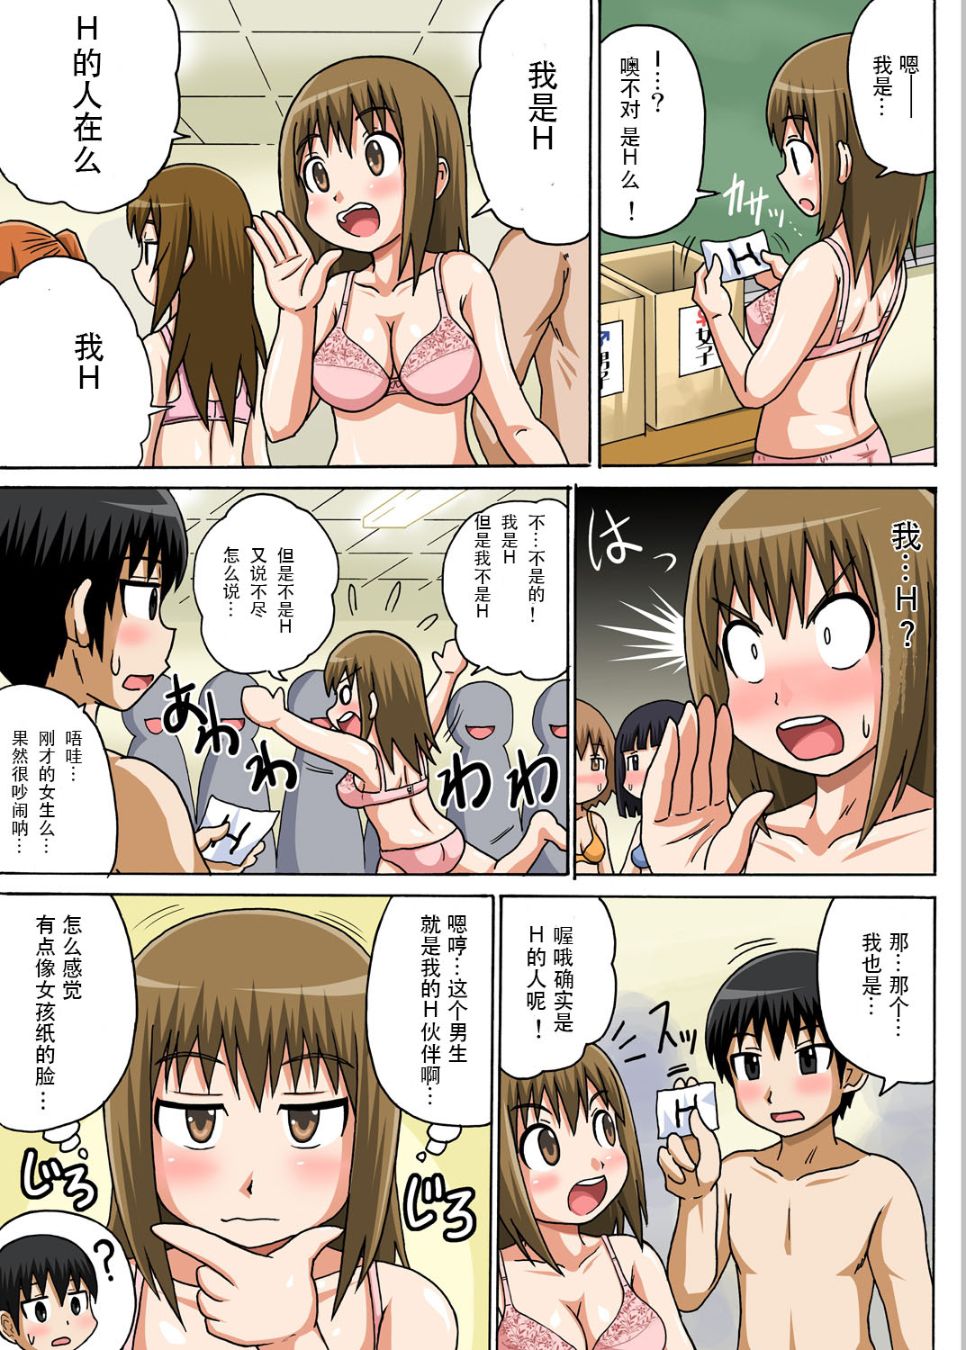 嗯——
我是…
I…?
噢不对 是H么！
カサッ…
H
♀女子
♂男子
我是H
H的人在么
我H
我…H?
はっ
不…不是的！
我是H
但是我不是H
但是不是H
又说不尽
怎么说…
あわわ
わわわ
唔哇…
刚才的女生么…
果然很吵闹呐…
H
那…那个…
我也是…
スッ
H
喔哦确实是
H的人呢！
嗯哼…这个男生
就是我的H伙伴啊…
怎么感觉
有点像女孩纸的脸…
じろ
じろ
?